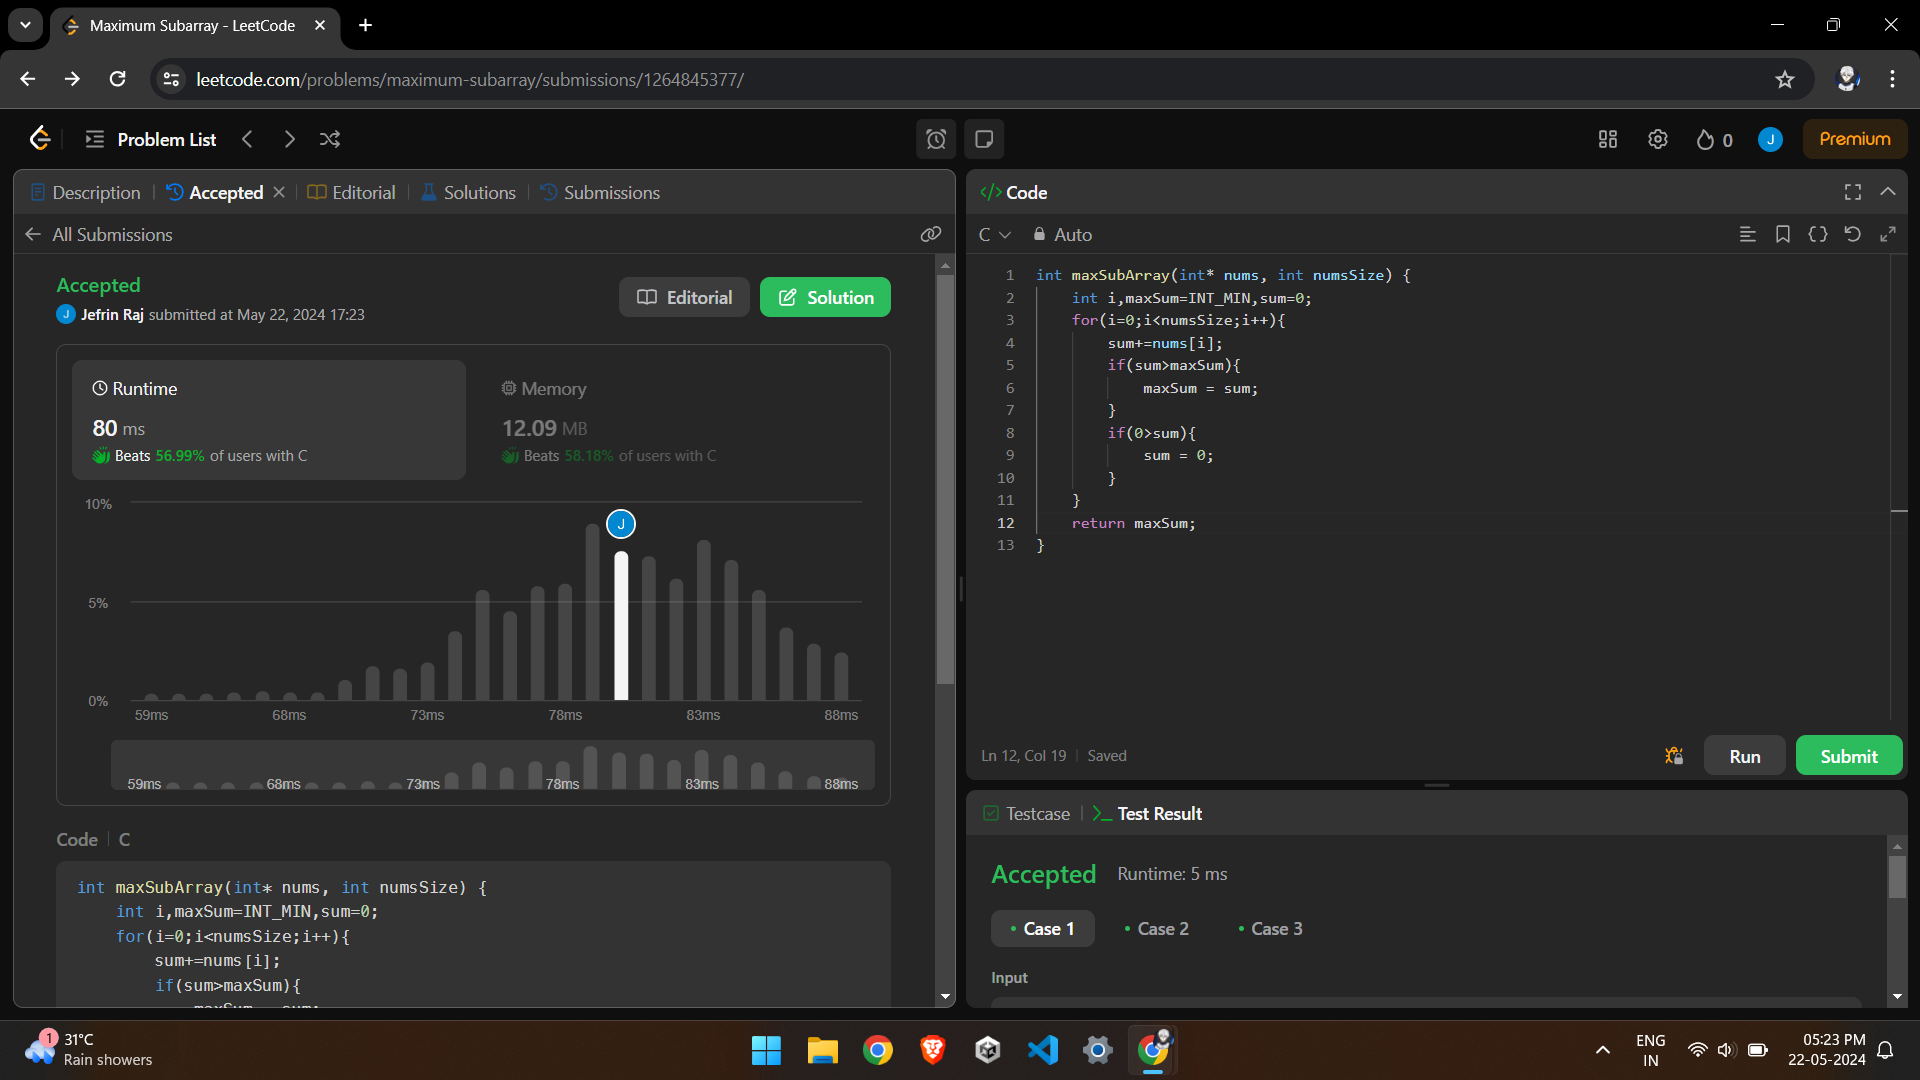 Maximum Subarray - LeetCode
leetcode.com/problems/maximum-subarray/submissions/1264845377/
Problem List
0
J
Premium
Description
Accepted
Editorial
Solutions
Submissions
All Submissions
Accepted
J Jefrin Raj submitted at May 22, 2024 17:23
Editorial
Solution
Runtime
80 ms
Beats 56.99% of users with C
Memory
12.09 MB
Beats 58.18% of users with C
10%
J
5%
0%
59ms 68ms 73ms 78ms 83ms 88ms
59ms 68ms 73ms 78ms 83ms 88ms
Code | C
int maxSubArray(int* nums, int numsSize) {
    int i,maxSum=INT_MIN,sum=0;
    for(i=0;i<numsSize;i++){
        sum+=nums[i];
        if(sum>maxSum){
            maxSum = sum;
</> Code
C
Auto
1 int maxSubArray(int* nums, int numsSize) {
2     int i,maxSum=INT_MIN,sum=0;
3     for(i=0;i<numsSize;i++){
4         sum+=nums[i];
5         if(sum>maxSum){
6             maxSum = sum;
7         }
8         if(0>sum){
9             sum = 0;
10         }
11     }
12     return maxSum;
13 }
Ln 12, Col 19 | Saved
Run
Submit
Testcase
Test Result
Accepted Runtime: 5 ms
Case 1
Case 2
Case 3
Input
1
31°C
Rain showers
ENG
IN
05:23 PM
22-05-2024